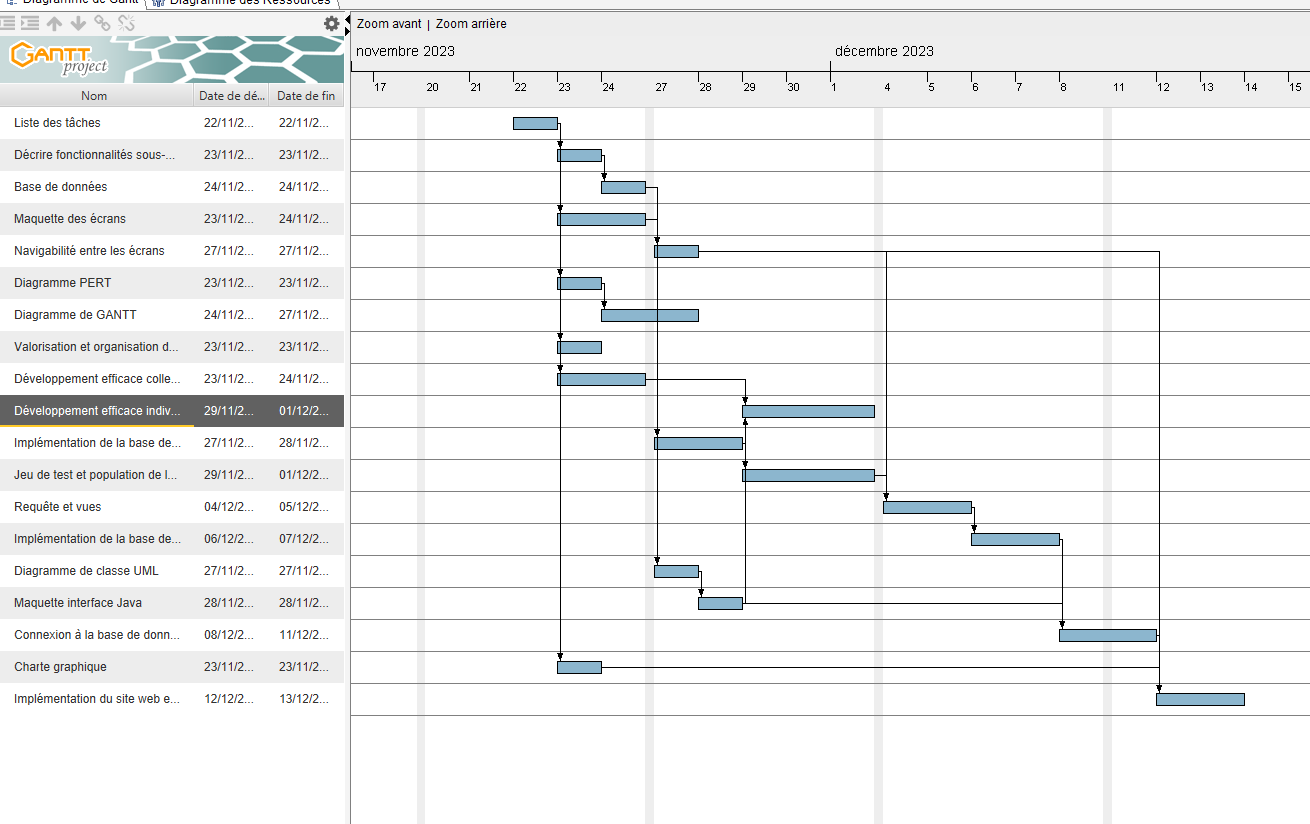 Diagramme de Gantt Diagramme des Ressources
Zoom avant | Zoom arrière
GANTT project
novembre 2023 décembre 2023
17 20 21 22 23 24 27 28 29 30 1 4 5 6 7 8 11 12 13 14 15
Nom Date de dé... Date de fin
Liste des tâches 22/11/2... 22/11/2...
Décrire fonctionnalités sous-... 23/11/2... 23/11/2...
Base de données 24/11/2... 24/11/2...
Maquette des écrans 23/11/2... 24/11/2...
Navigabilité entre les écrans 27/11/2... 27/11/2...
Diagramme PERT 23/11/2... 23/11/2...
Diagramme de GANTT 24/11/2... 27/11/2...
Valorisation et organisation d... 23/11/2... 23/11/2...
Développement efficace colle... 23/11/2... 24/11/2...
Développement efficace indiv... 29/11/2... 01/12/2...
Implémentation de la base de... 27/11/2... 28/11/2...
Jeu de test et population de l... 29/11/2... 01/12/2...
Requête et vues 04/12/2... 05/12/2...
Implémentation de la base de... 06/12/2... 07/12/2...
Diagramme de classe UML 27/11/2... 27/11/2...
Maquette interface Java 28/11/2... 28/11/2...
Connexion à la base de donn... 08/12/2... 11/12/2...
Charte graphique 23/11/2... 23/11/2...
Implémentation du site web e... 12/12/2... 13/12/2...